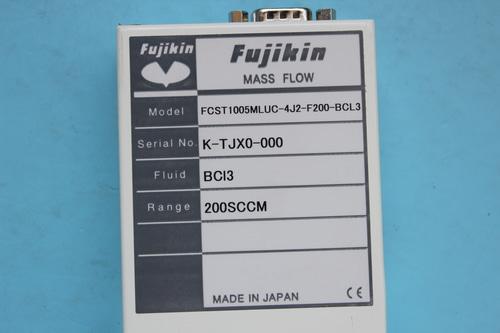 Fujikin
Fujikin
MASS FLOW
Model FCST1005MLUC-4J2-F200-BCL3
Serial No. K-TJX0-000
Fluid BCl3
Range 200SCCM
MADE IN JAPAN CE